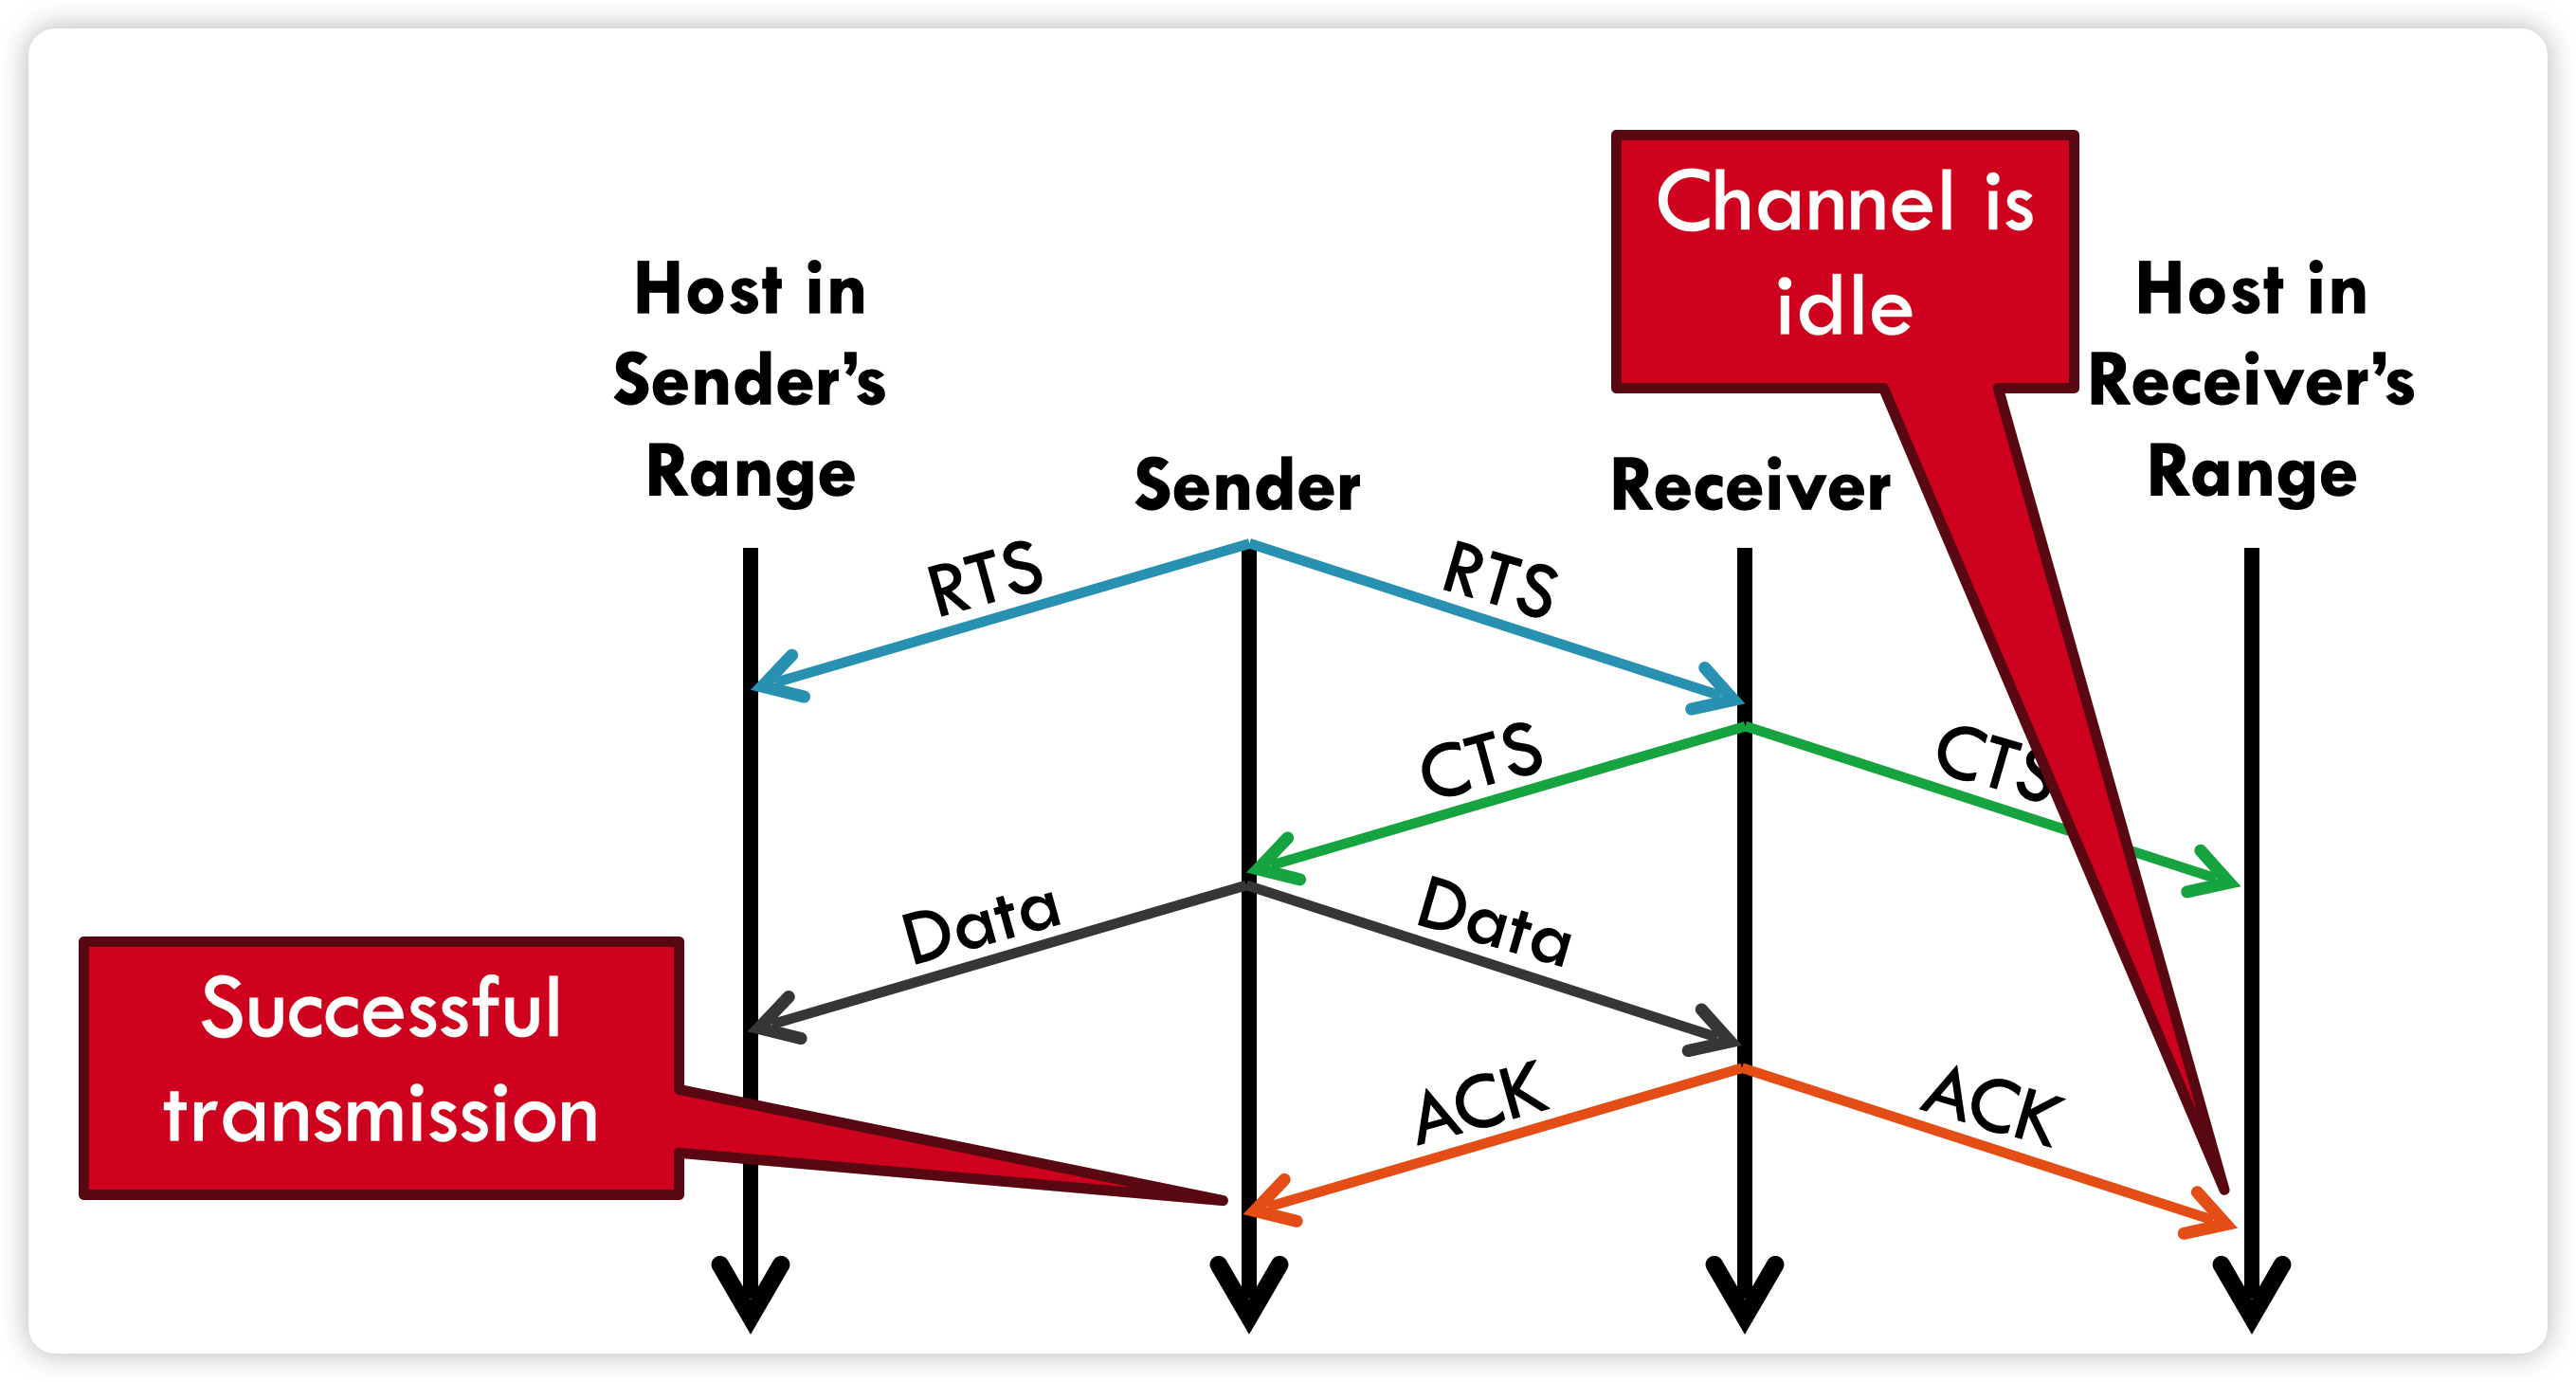 Channel is
idle
Host in
Sender's
Range
Sender
Receiver
Host in
Receiver's
Range
RTS
RTS
CTS
CTS
Data
Data
Successful
transmission
ACK
ACK